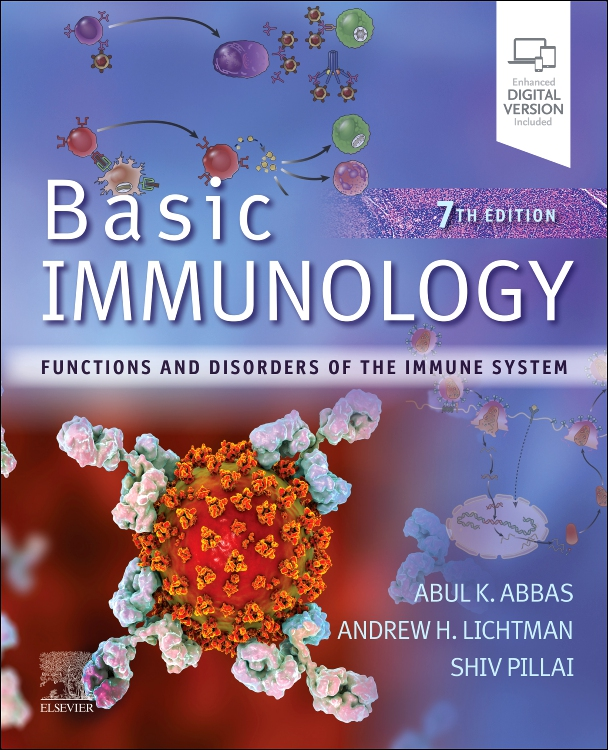 Enhanced
DIGITAL
VERSION
Included
Basic
7TH EDITION
IMMUNOLOGY
FUNCTIONS AND DISORDERS OF THE IMMUNE SYSTEM
ABUL K. ABBAS
ANDREW H. LICHTMAN
SHIV PILLAI
ELSEVIER